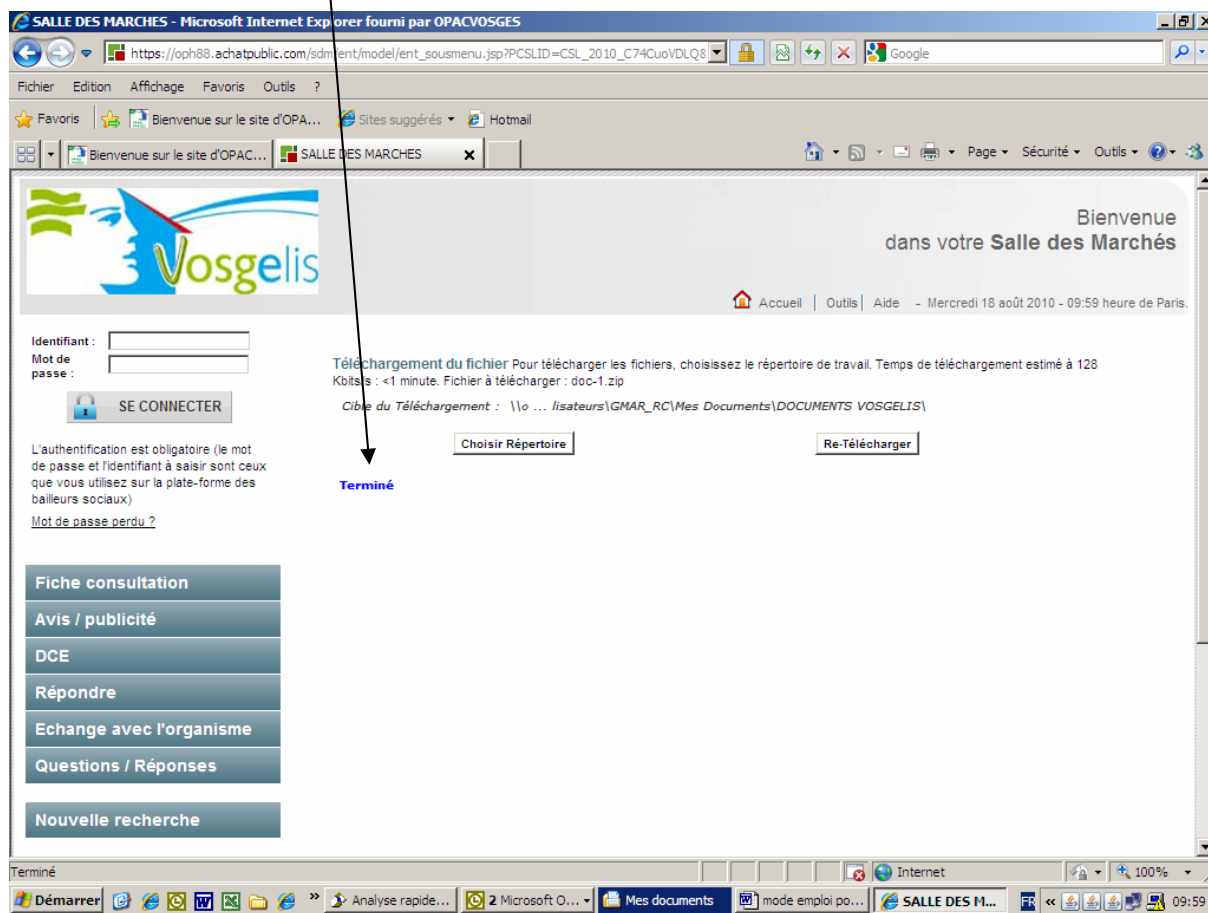 SALLE DES MARCHES - Microsoft Internet Explorer fourni par OPACVOSGES
https://oph88.achatpublic.com/sdm/ent/model/ent_sousmenu.jsp?PCSLID=CSL_2010_C74CuoVDLQ8
Google
Fichier Edition Affichage Favoris Outils ?
Favoris Bienvenue sur le site d'OPA... Sites suggérés Hotmail
Bienvenue sur le site d'OPAC... SALLE DES MARCHES X Page Sécurité Outils
Vosgelis
Bienvenue
dans votre Salle des Marchés
Accueil | Outils | Aide - Mercredi 18 août 2010 - 09:59 heure de Paris.
Identifiant :
Mot de
passe :
SE CONNECTER
L'authentification est obligatoire (le mot
de passe et l'identifiant à saisir sont ceux
que vous utilisez sur la plate-forme des
bailleurs sociaux)
Mot de passe perdu ?
Téléchargement du fichier Pour télécharger les fichiers, choisissez le répertoire de travail. Temps de téléchargement estimé à 128
Kbits/s : <1 minute. Fichier à télécharger : doc-1.zip
Cible du Téléchargement : \\o ... lisateurs\GMAR_RC\Mes Documents\DOCUMENTS VOSGELIS\
Choisir Répertoire Re-Télécharger
Terminé
Fiche consultation
Avis / publicité
DCE
Répondre
Echange avec l'organisme
Questions / Réponses
Nouvelle recherche
Terminé Internet 100%
Démarrer » Analyse rapide... 2 Microsoft O... Mes documents mode emploi po... SALLE DES M... FR « 09:59